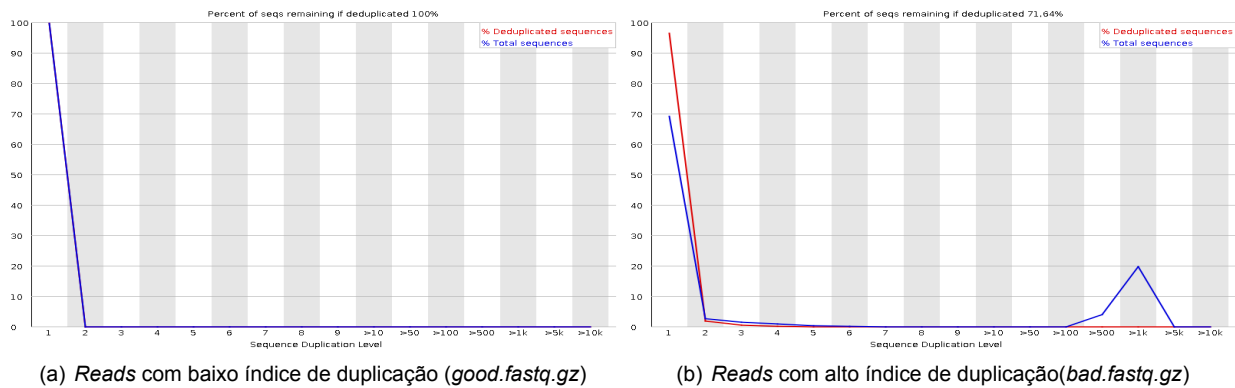 Percent of seqs remaining if deduplicated 100%
% Deduplicated sequences
% Total sequences
100
90
80
70
60
50
40
30
20
10
0
1 2 3 4 5 6 7 8 9 >10 >50 >100 >500 >1k >5k >10k
Sequence Duplication Level
(a) Reads com baixo índice de duplicação (good.fastq.gz)
Percent of seqs remaining if deduplicated 71.64%
% Deduplicated sequences
% Total sequences
100
90
80
70
60
50
40
30
20
10
0
1 2 3 4 5 6 7 8 9 >10 >50 >100 >500 >1k >5k >10k
Sequence Duplication Level
(b) Reads com alto índice de duplicação(bad.fastq.gz)